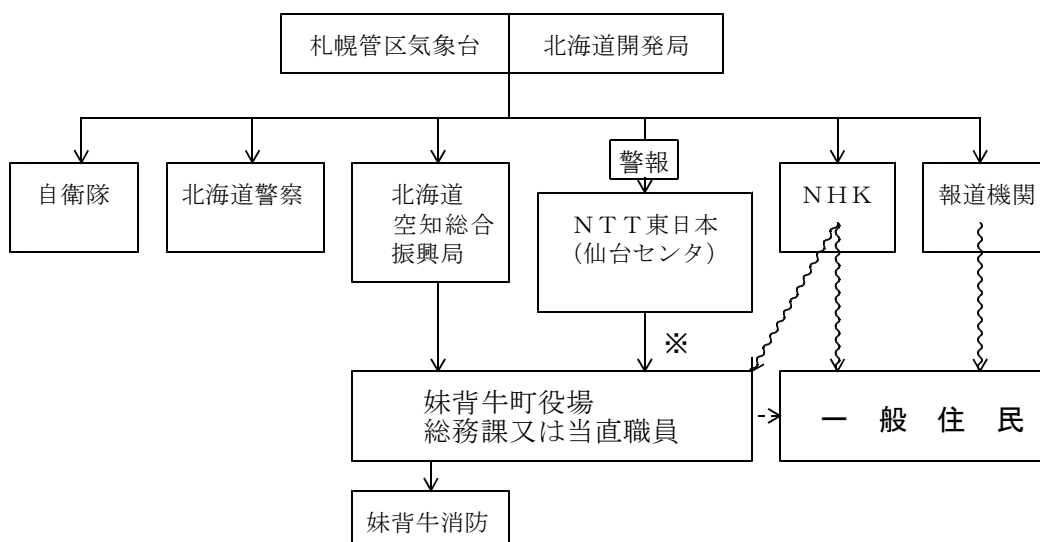 札幌管区気象台
北海道開発局
警報
自衛隊
北海道警察
北海道
空知総合
振興局
ＮＴＴ東日本
（仙台センタ）
ＮＨＫ
報道機関
※
妹背牛町役場
総務課又は当直職員
一 般 住 民
妹背牛消防